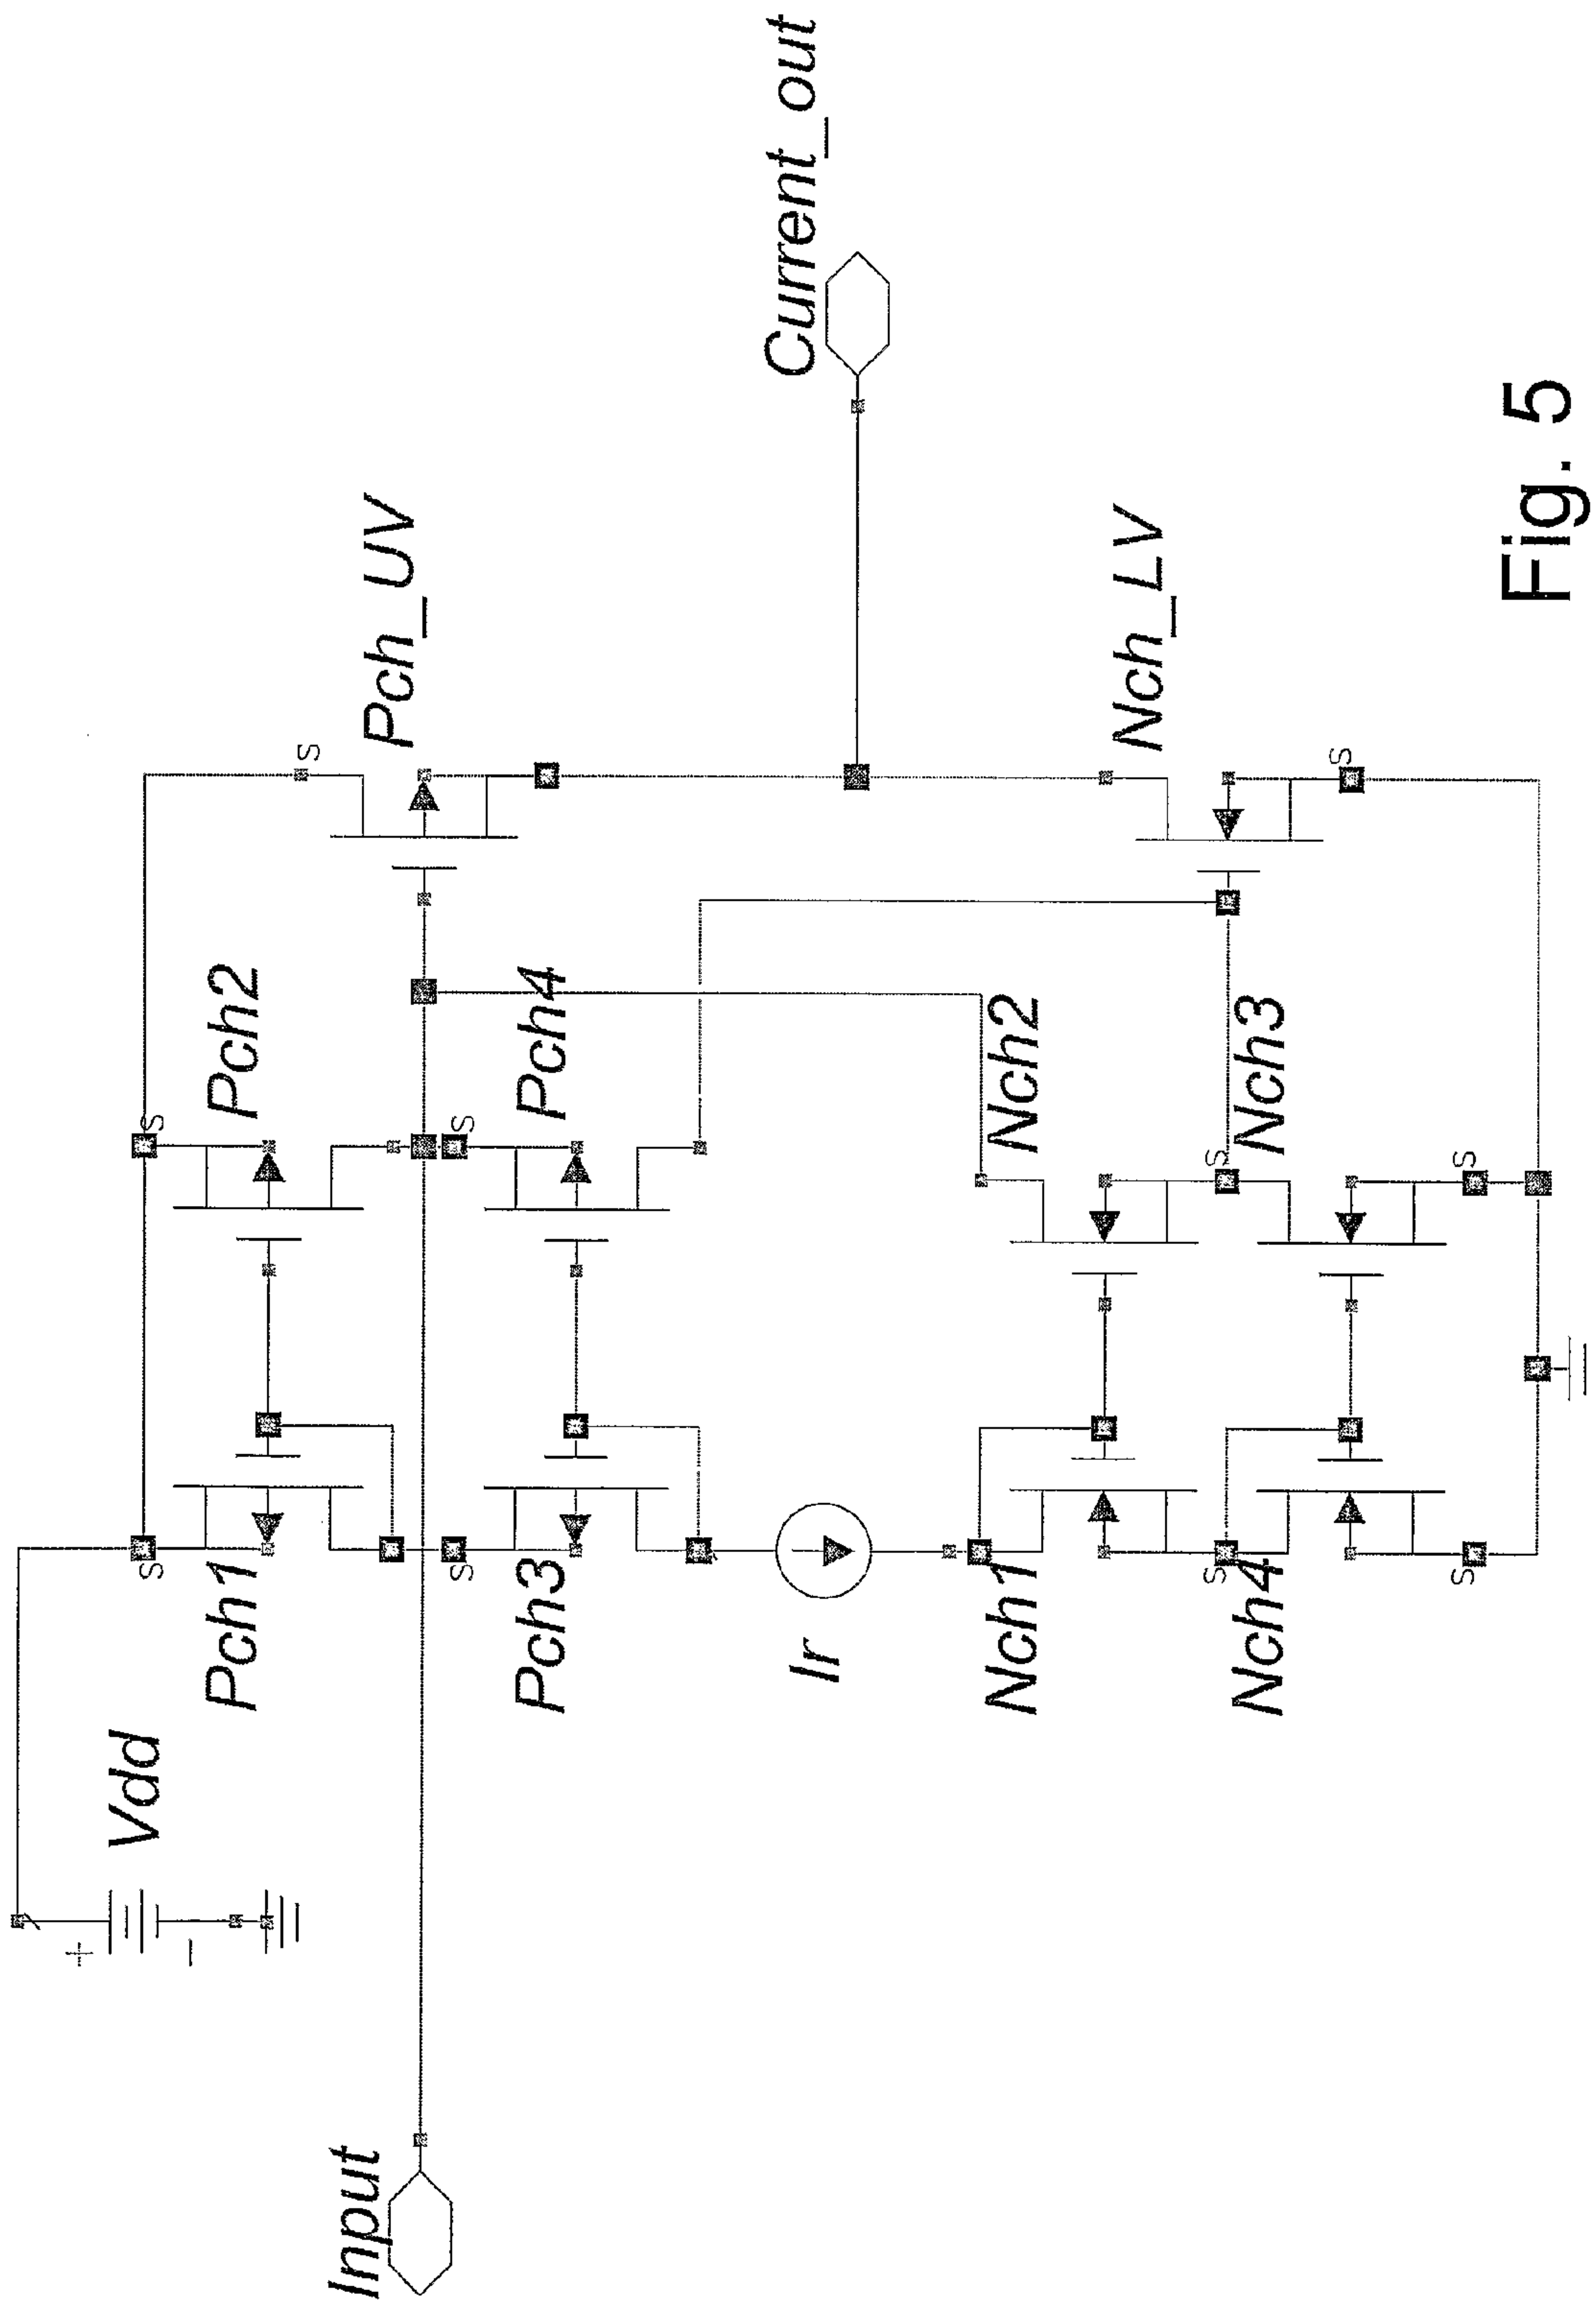 Input
+
−
Vdd
Pch1
Pch2
Pch3
Pch4
Pch_UV
Ir
Nch1
Nch2
Nch4
Nch3
Nch_LV
Current_out
S
S
S
S
S
S
S
S
S
S
Fig. 5